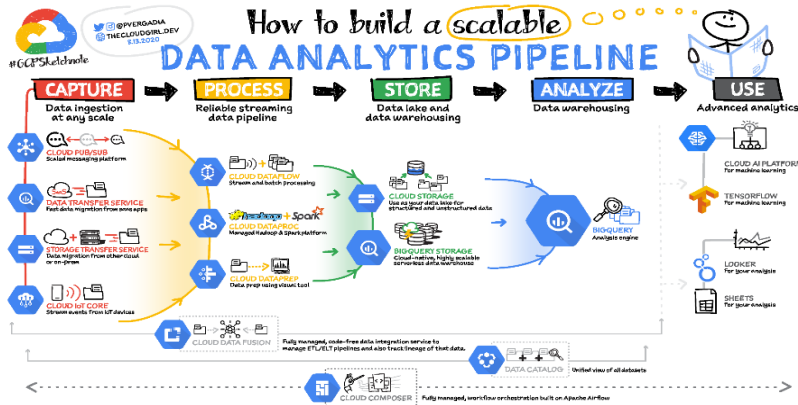 #GCPSketchnote
@PVERGADIA
THECLOUDGIRL.DEV
8.13.2020
How to build a scalable
DATA ANALYTICS PIPELINE
CAPTURE
Data ingestion
at any scale
PROCESS
Reliable streaming
data pipeline
STORE
Data lake and
data warehousing
ANALYZE
Data warehousing
USE
Advanced analytics
CLOUD PUB/SUB
Scaled messaging platform
DATA TRANSFER SERVICE
Fast data migration from saas apps
STORAGE TRANSFER SERVICE
Data migration from other cloud
or on-prem
CLOUD IoT CORE
Stream events from IoT devices
CLOUD DATAFLOW
Stream and batch processing
hadoop + Spark
CLOUD DATAPROC
Managed Hadoop & Spark platform
CLOUD DATAPREP
Data prep using visual tool
CLOUD STORAGE
Use as your data lake for
structured and unstructured data
BIGQUERY STORAGE
Cloud-native, highly scalable
serverless data warehouse
BIGQUERY
Analysis engine
CLOUD AI PLATFORM
For machine learning
TENSORFLOW
For machine learning
LOOKER
For your analysis
SHEETS
For your analysis
CLOUD DATA FUSION
Fully managed, code-free data integration service to
manage ETL/ELT pipelines and also track lineage of that data.
DATA CATALOG
Unified view of all datasets
CLOUD COMPOSER
Fully managed, workflow orchestration built on Apache Airflow